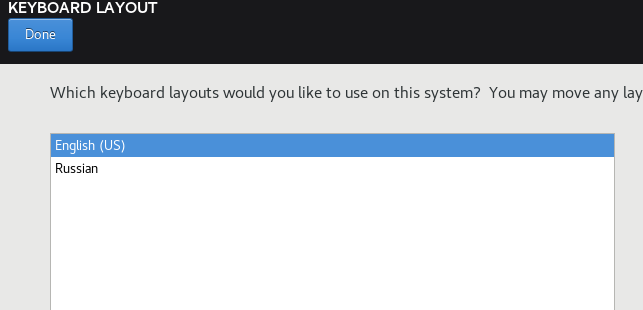 KEYBOARD LAYOUT
Done
Which keyboard layouts would you like to use on this system?  You may move any lay
English (US)
Russian